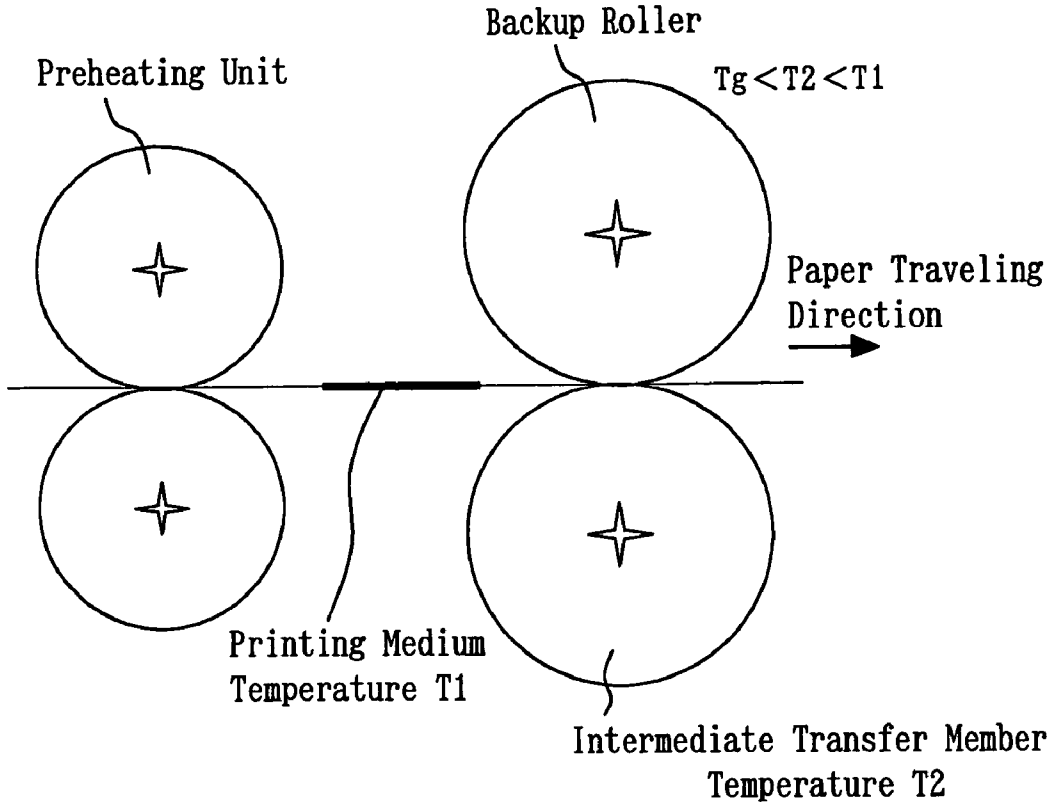 Backup Roller
Preheating Unit
Tg<T2<T1
Paper Traveling
Direction
Printing Medium
Temperature T1
Intermediate Transfer Member
Temperature T2